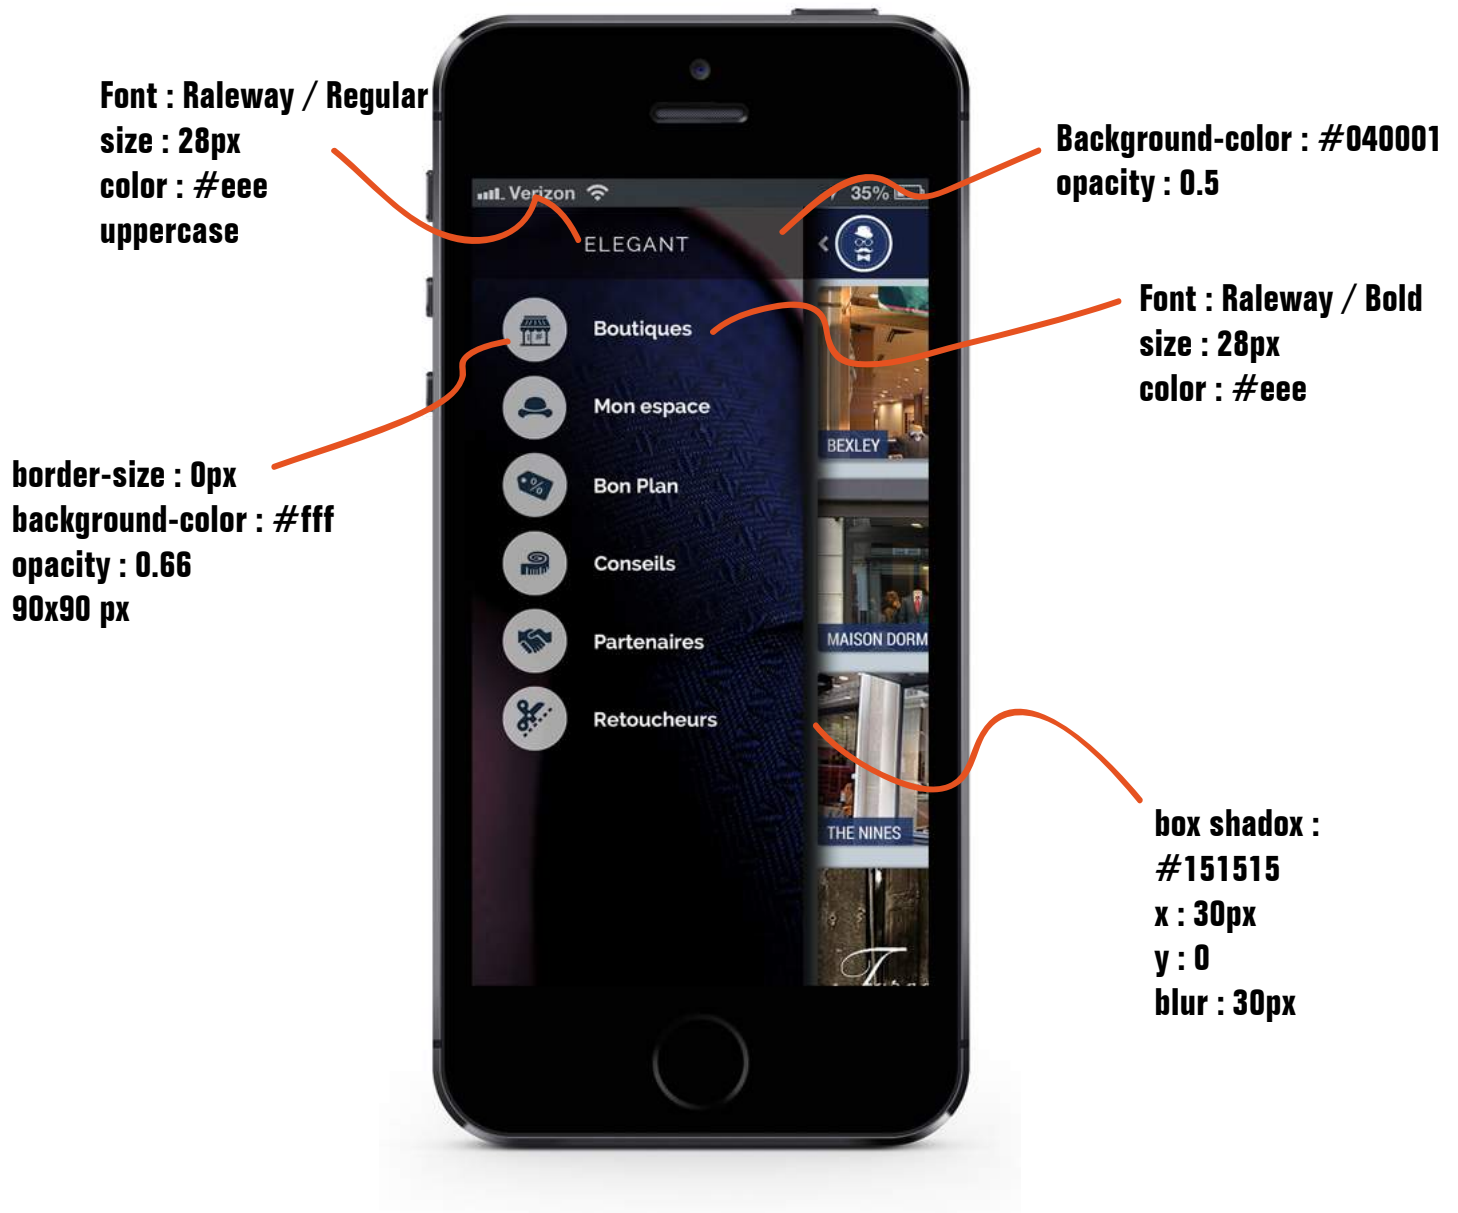 Font : Raleway / Regular
size : 28px
color : #eee
uppercase
Background-color : #040001
opacity : 0.5
Verizon
35%
ELEGANT
Font : Raleway / Bold
size : 28px
color : #eee
Boutiques
Mon espace
Bon Plan
Conseils
Partenaires
Retoucheurs
BEXLEY
MAISON DORM
THE NINES
border-size : 0px
background-color : #fff
opacity : 0.66
90x90 px
box shadox :
#151515
x : 30px
y : 0
blur : 30px